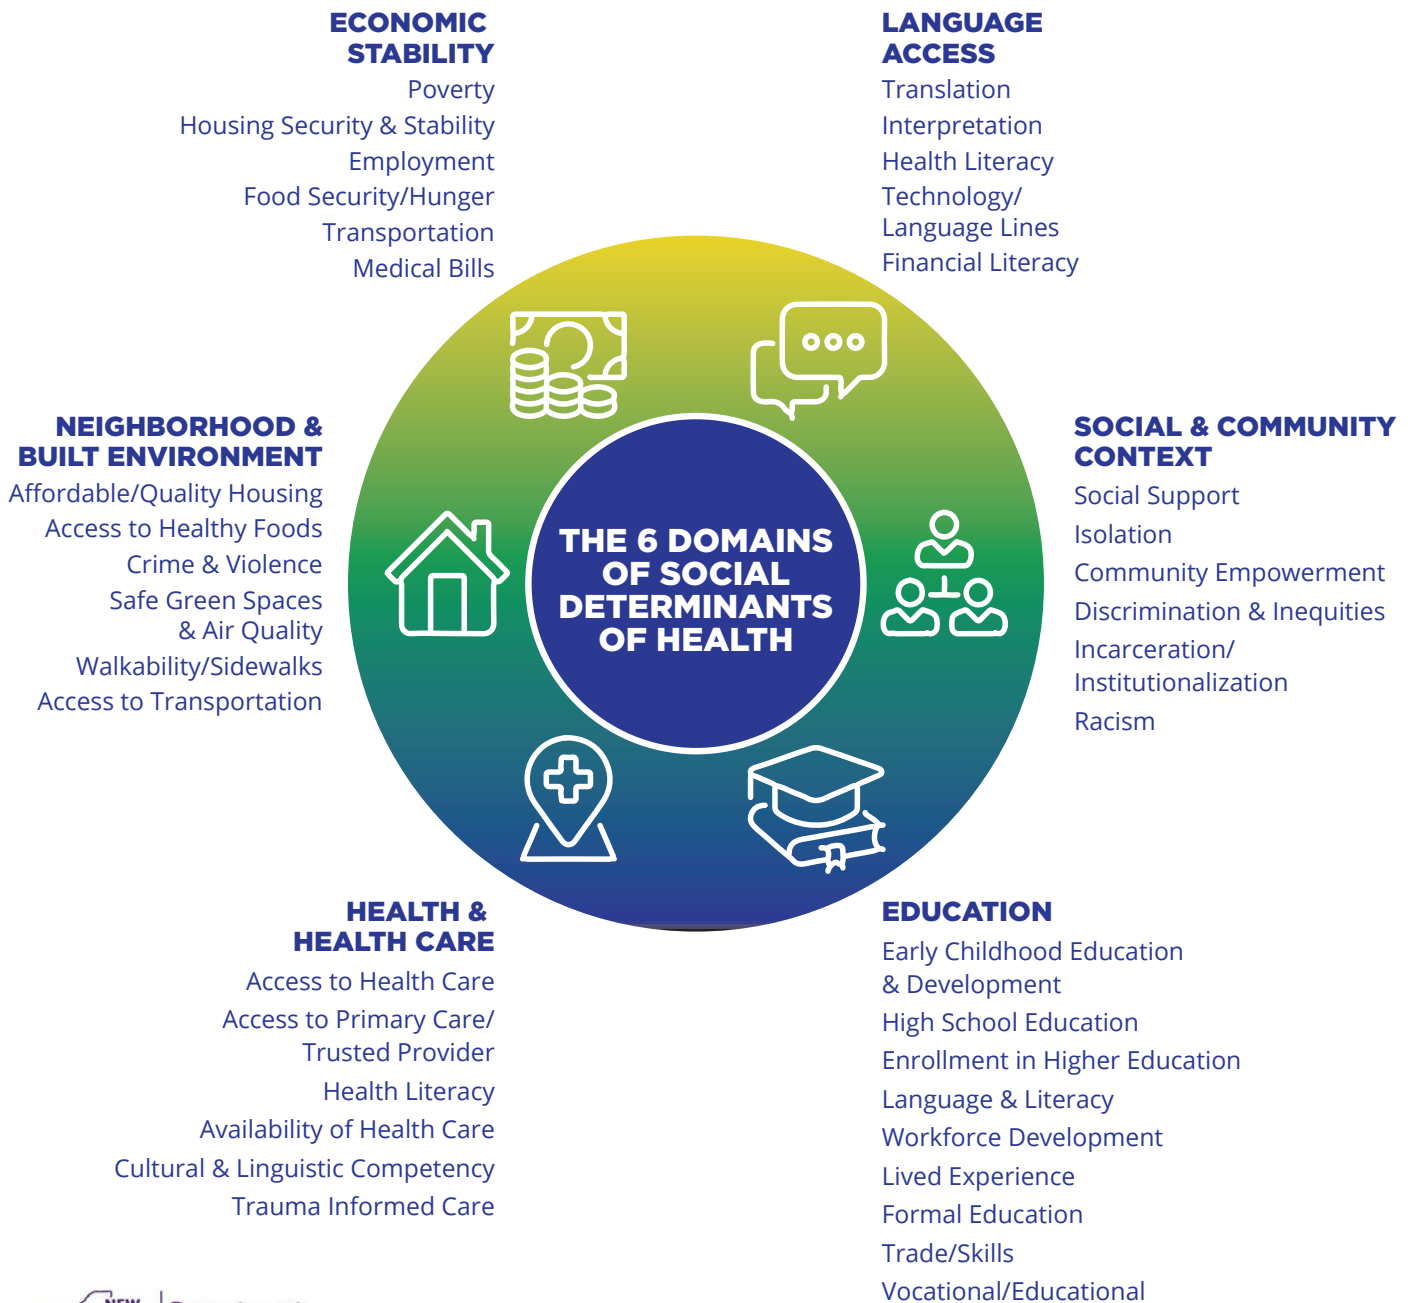 ECONOMIC
STABILITY
Poverty
Housing Security & Stability
Employment
Food Security/Hunger
Transportation
Medical Bills
LANGUAGE
ACCESS
Translation
Interpretation
Health Literacy
Technology/
Language Lines
Financial Literacy
NEIGHBORHOOD &
BUILT ENVIRONMENT
Affordable/Quality Housing
Access to Healthy Foods
Crime & Violence
Safe Green Spaces
& Air Quality
Walkability/Sidewalks
Access to Transportation
THE 6 DOMAINS
OF SOCIAL
DETERMINANTS
OF HEALTH
SOCIAL & COMMUNITY
CONTEXT
Social Support
Isolation
Community Empowerment
Discrimination & Inequities
Incarceration/
Institutionalization
Racism
HEALTH &
HEALTH CARE
Access to Health Care
Access to Primary Care/
Trusted Provider
Health Literacy
Availability of Health Care
Cultural & Linguistic Competency
Trauma Informed Care
EDUCATION
Early Childhood Education
& Development
High School Education
Enrollment in Higher Education
Language & Literacy
Workforce Development
Lived Experience
Formal Education
Trade/Skills
Vocational/Educational
NEW